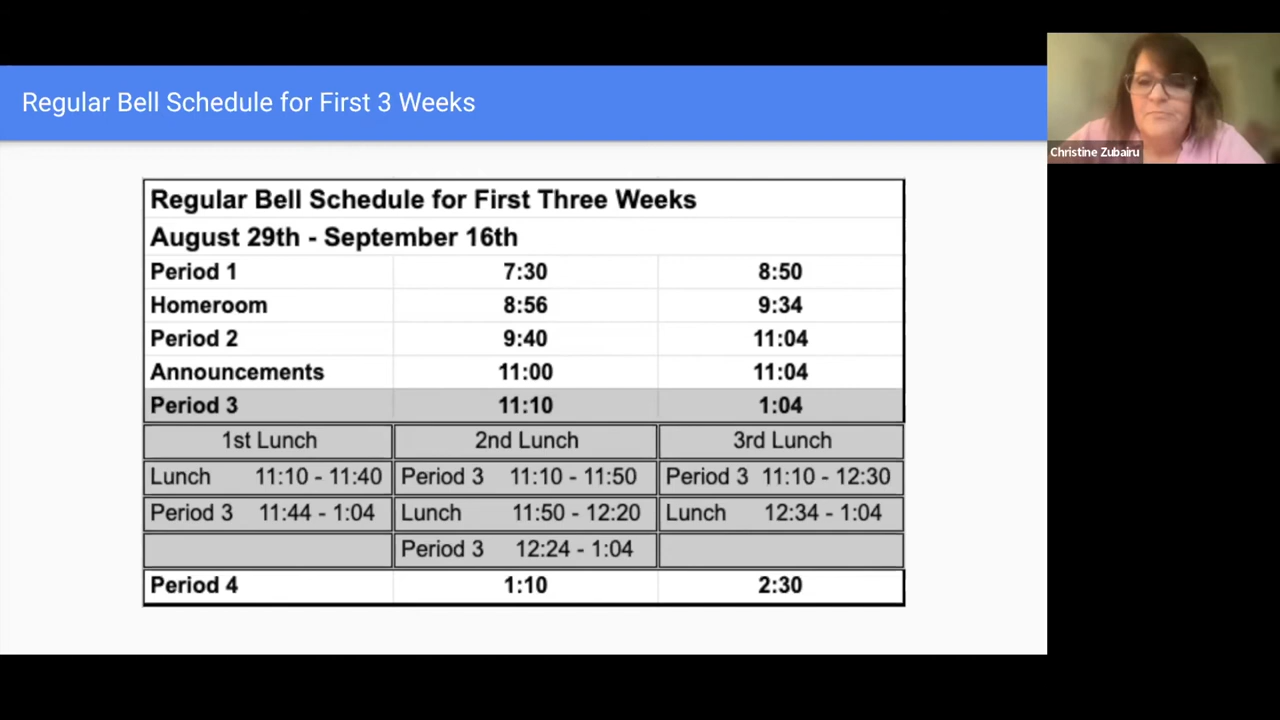 Regular Bell Schedule for First 3 Weeks
Christine Zubairu
Regular Bell Schedule for First Three Weeks
August 29th - September 16th
Period 1 7:30 8:50
Homeroom 8:56 9:34
Period 2 9:40 11:04
Announcements 11:00 11:04
Period 3 11:10 1:04
1st Lunch 2nd Lunch 3rd Lunch
Lunch 11:10 - 11:40 Period 3 11:10 - 11:50 Period 3 11:10 - 12:30
Period 3 11:44 - 1:04 Lunch 11:50 - 12:20 Lunch 12:34 - 1:04
Period 3 12:24 - 1:04
Period 4 1:10 2:30